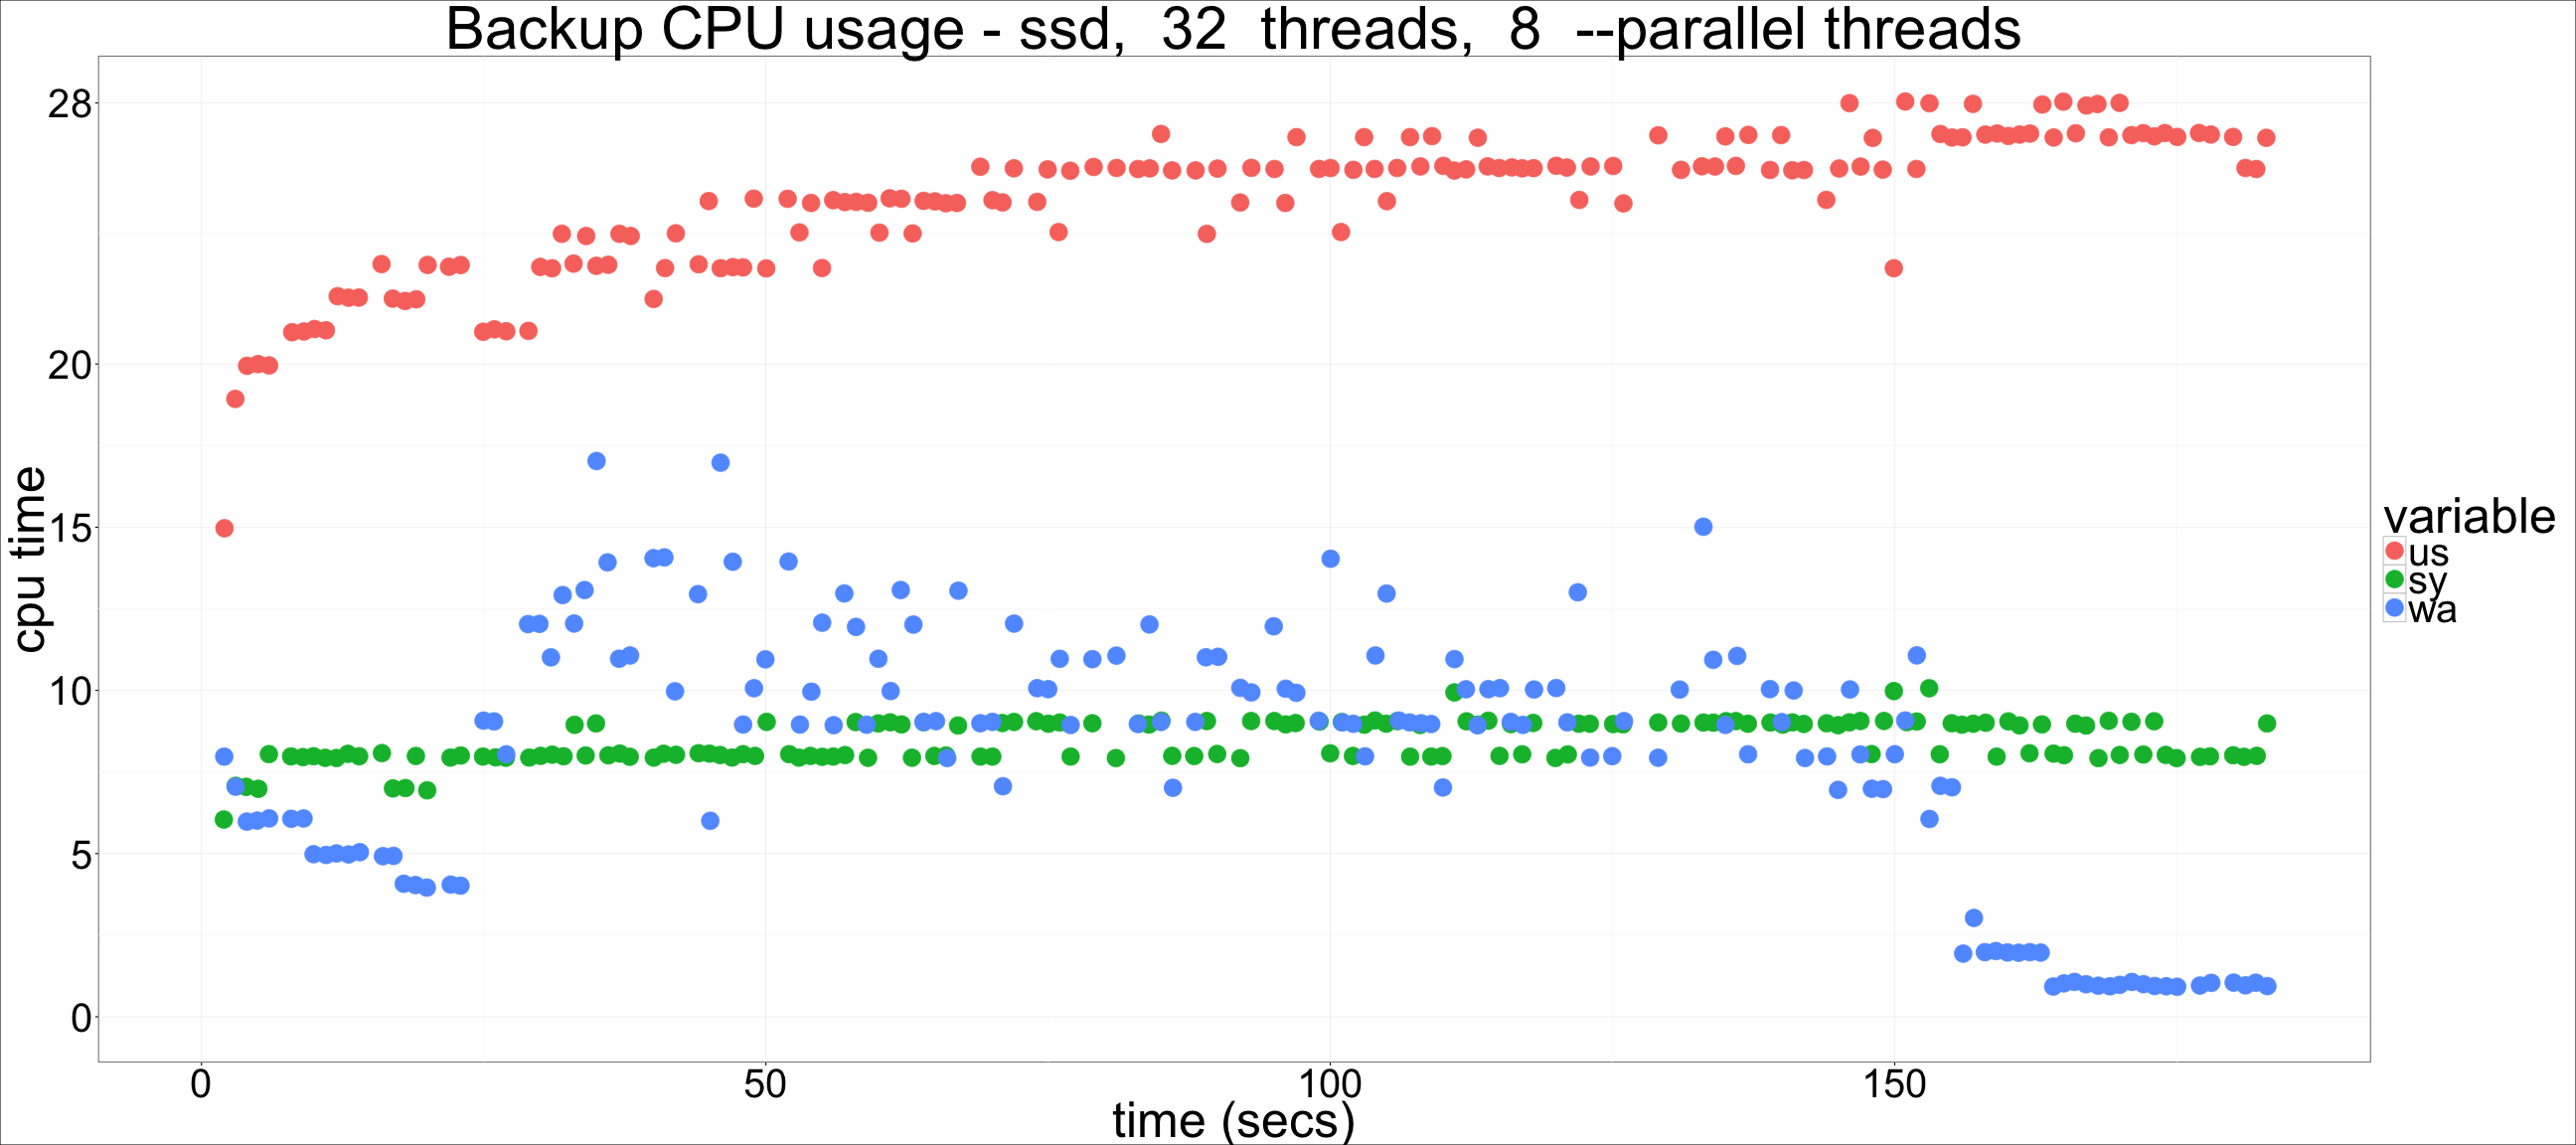 Backup CPU usage - ssd, 32 threads, 8 --parallel threads
28
20
15
10
5
0
cpu time
0 50 100 150
time (secs)
variable
us
sy
wa